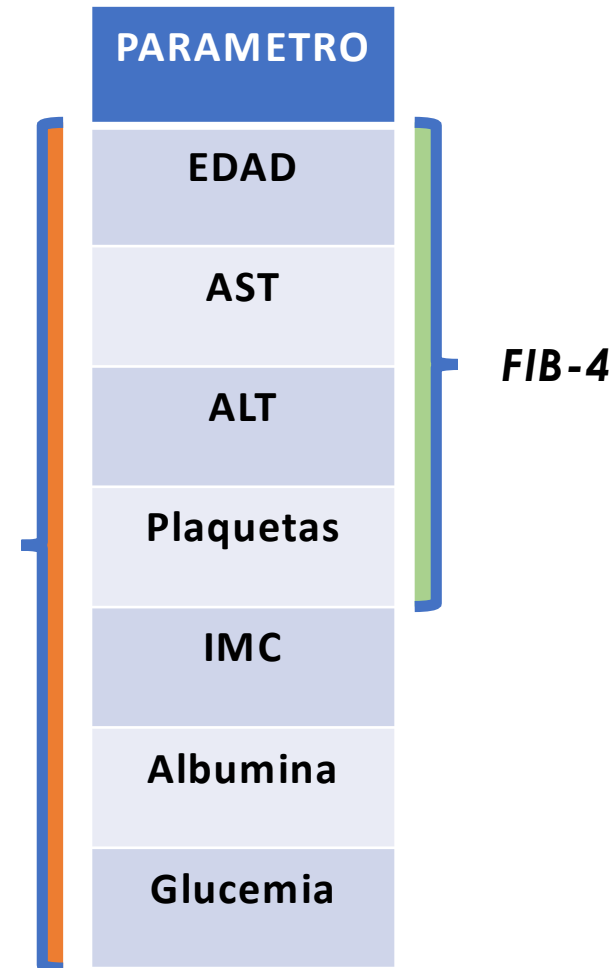 PARAMETRO
EDAD
AST
FIB-4
ALT
Plaquetas
IMC
Albumina
Glucemia